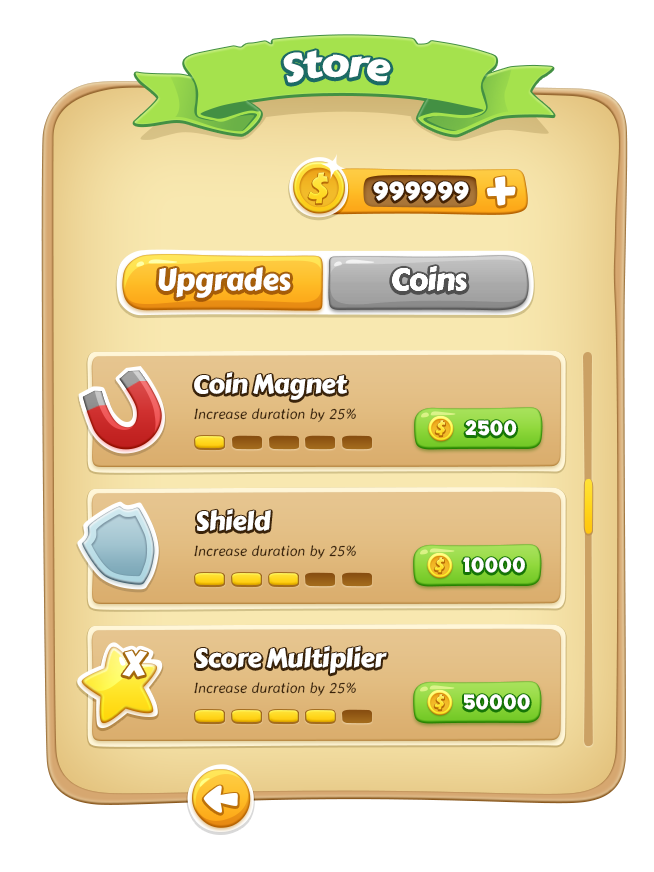 Store
$ 999999 +
Upgrades
Coins
Coin Magnet
Increase duration by 25%
$ 2500
Shield
Increase duration by 25%
$ 10000
X
Score Multiplier
Increase duration by 25%
$ 50000